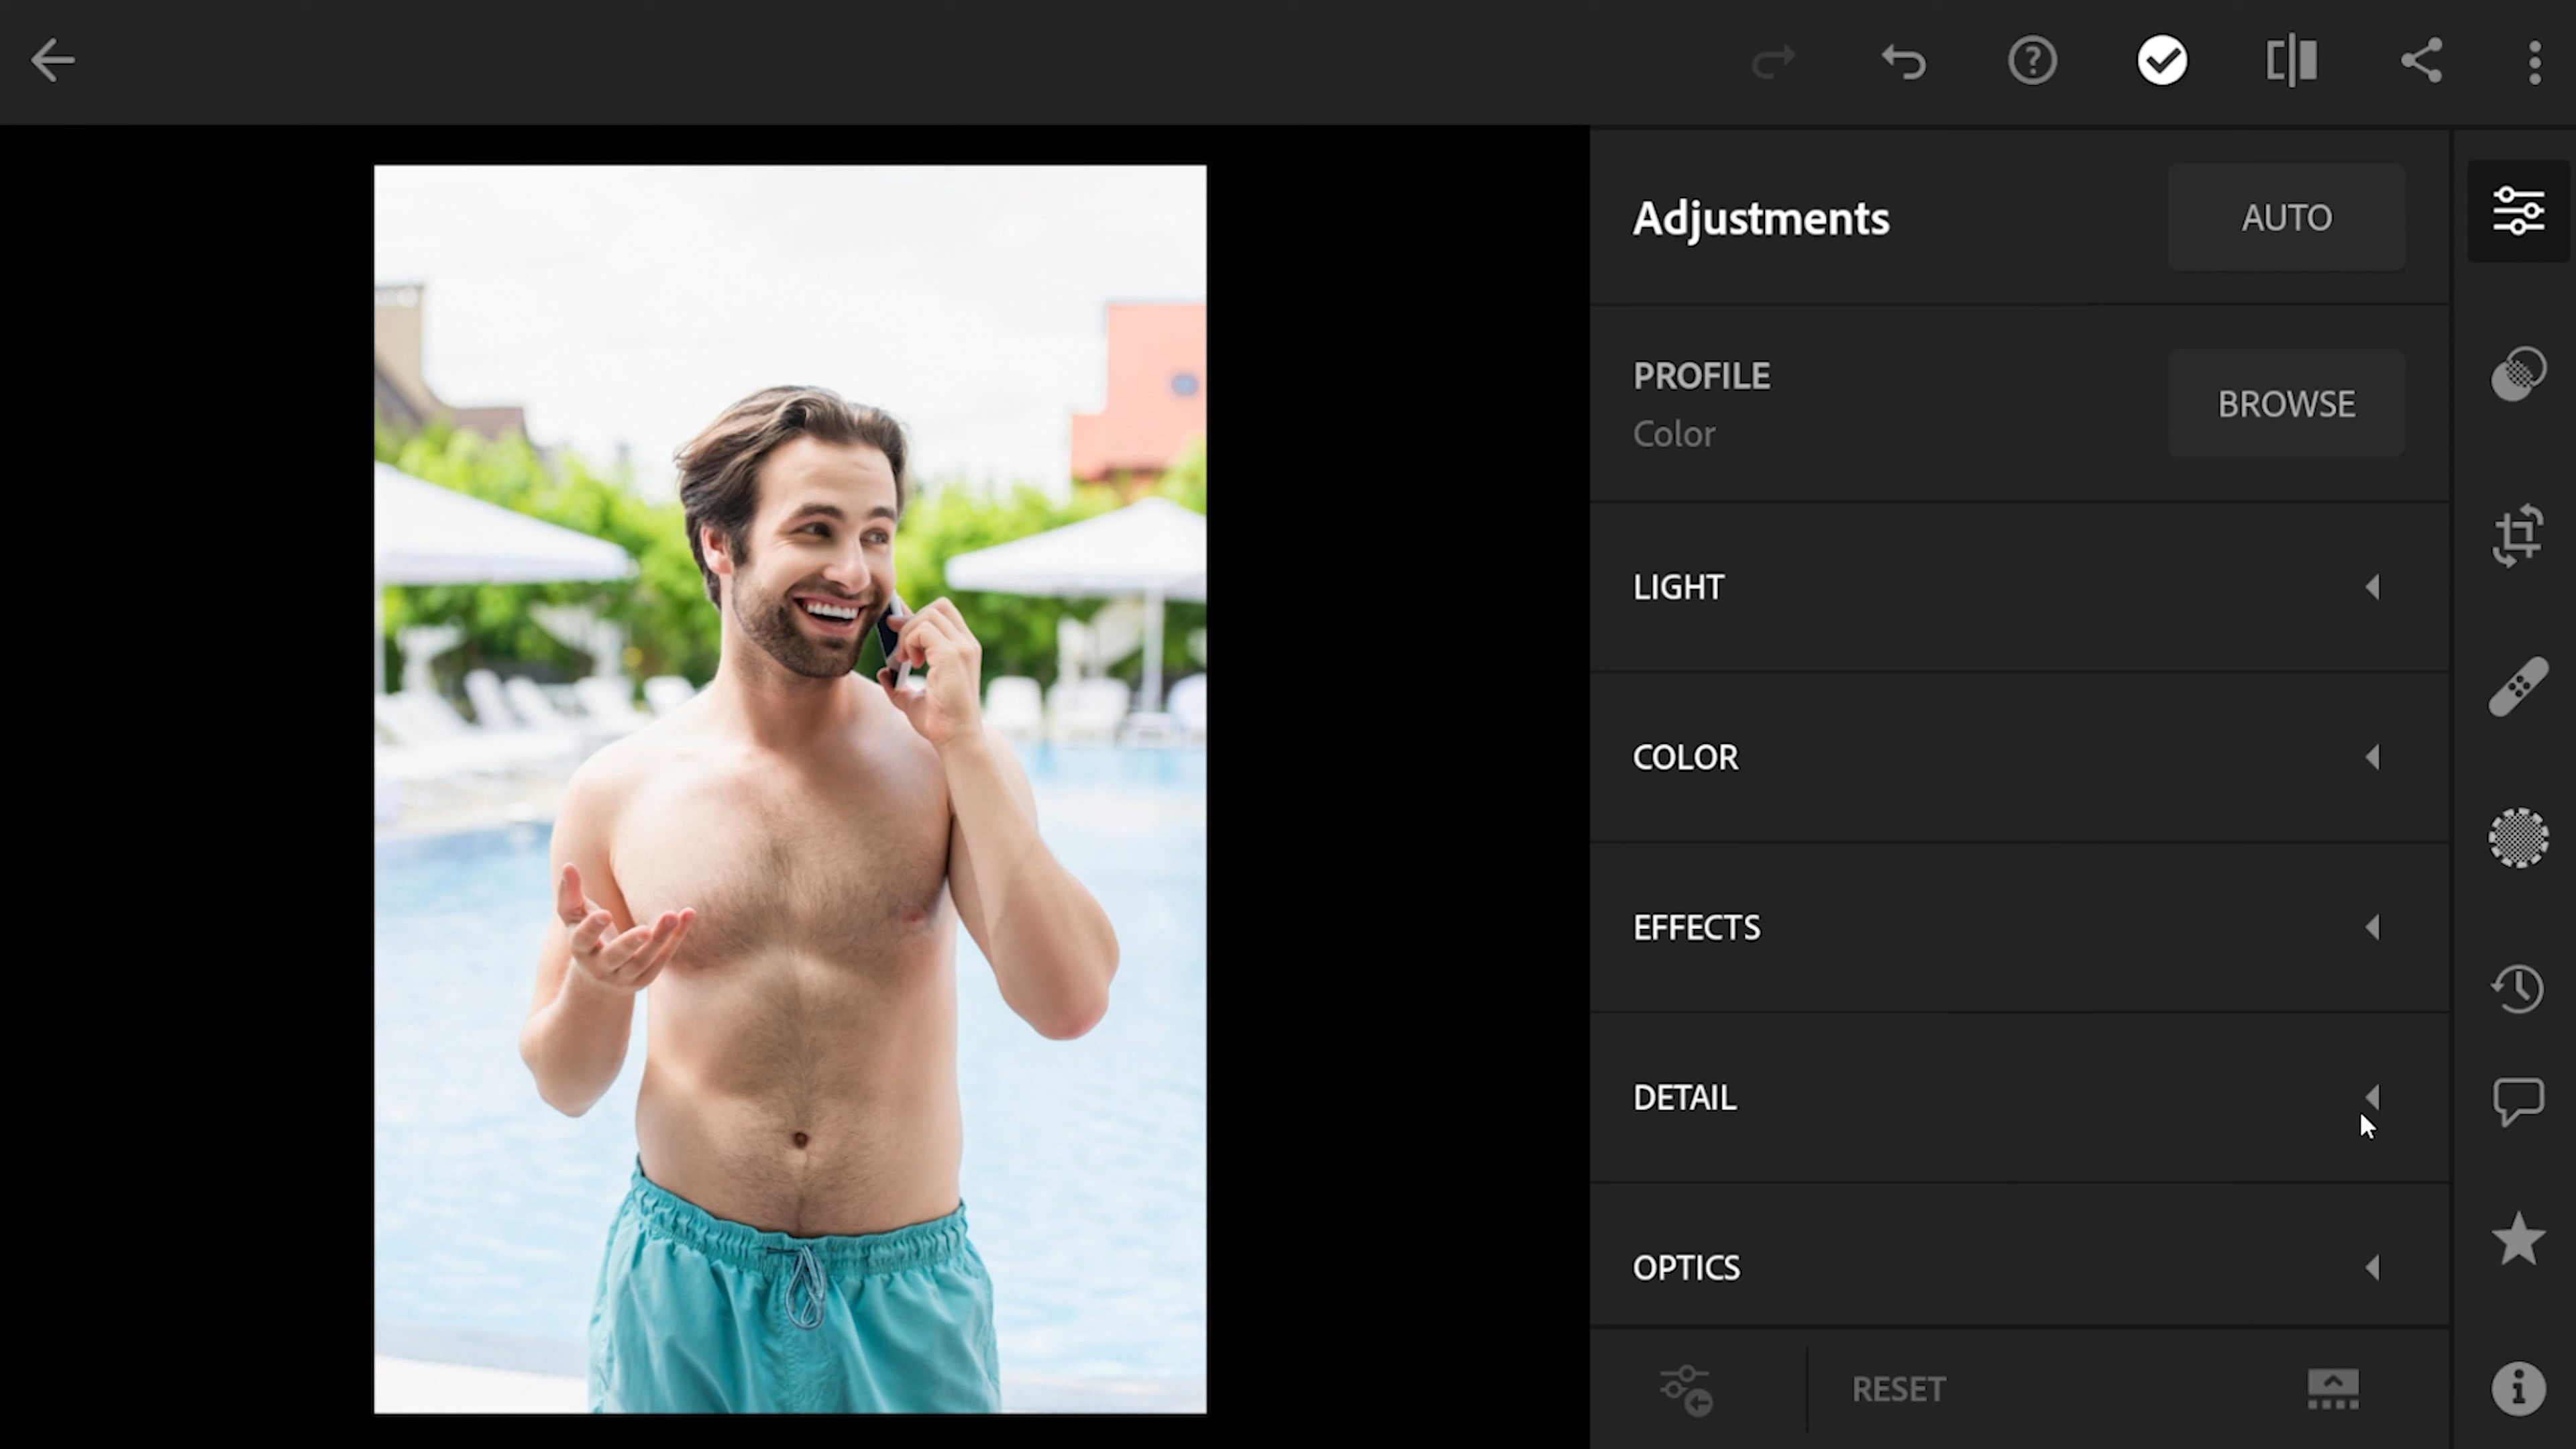 Adjustments
AUTO
PROFILE
Color
BROWSE
LIGHT
COLOR
EFFECTS
DETAIL
OPTICS
RESET